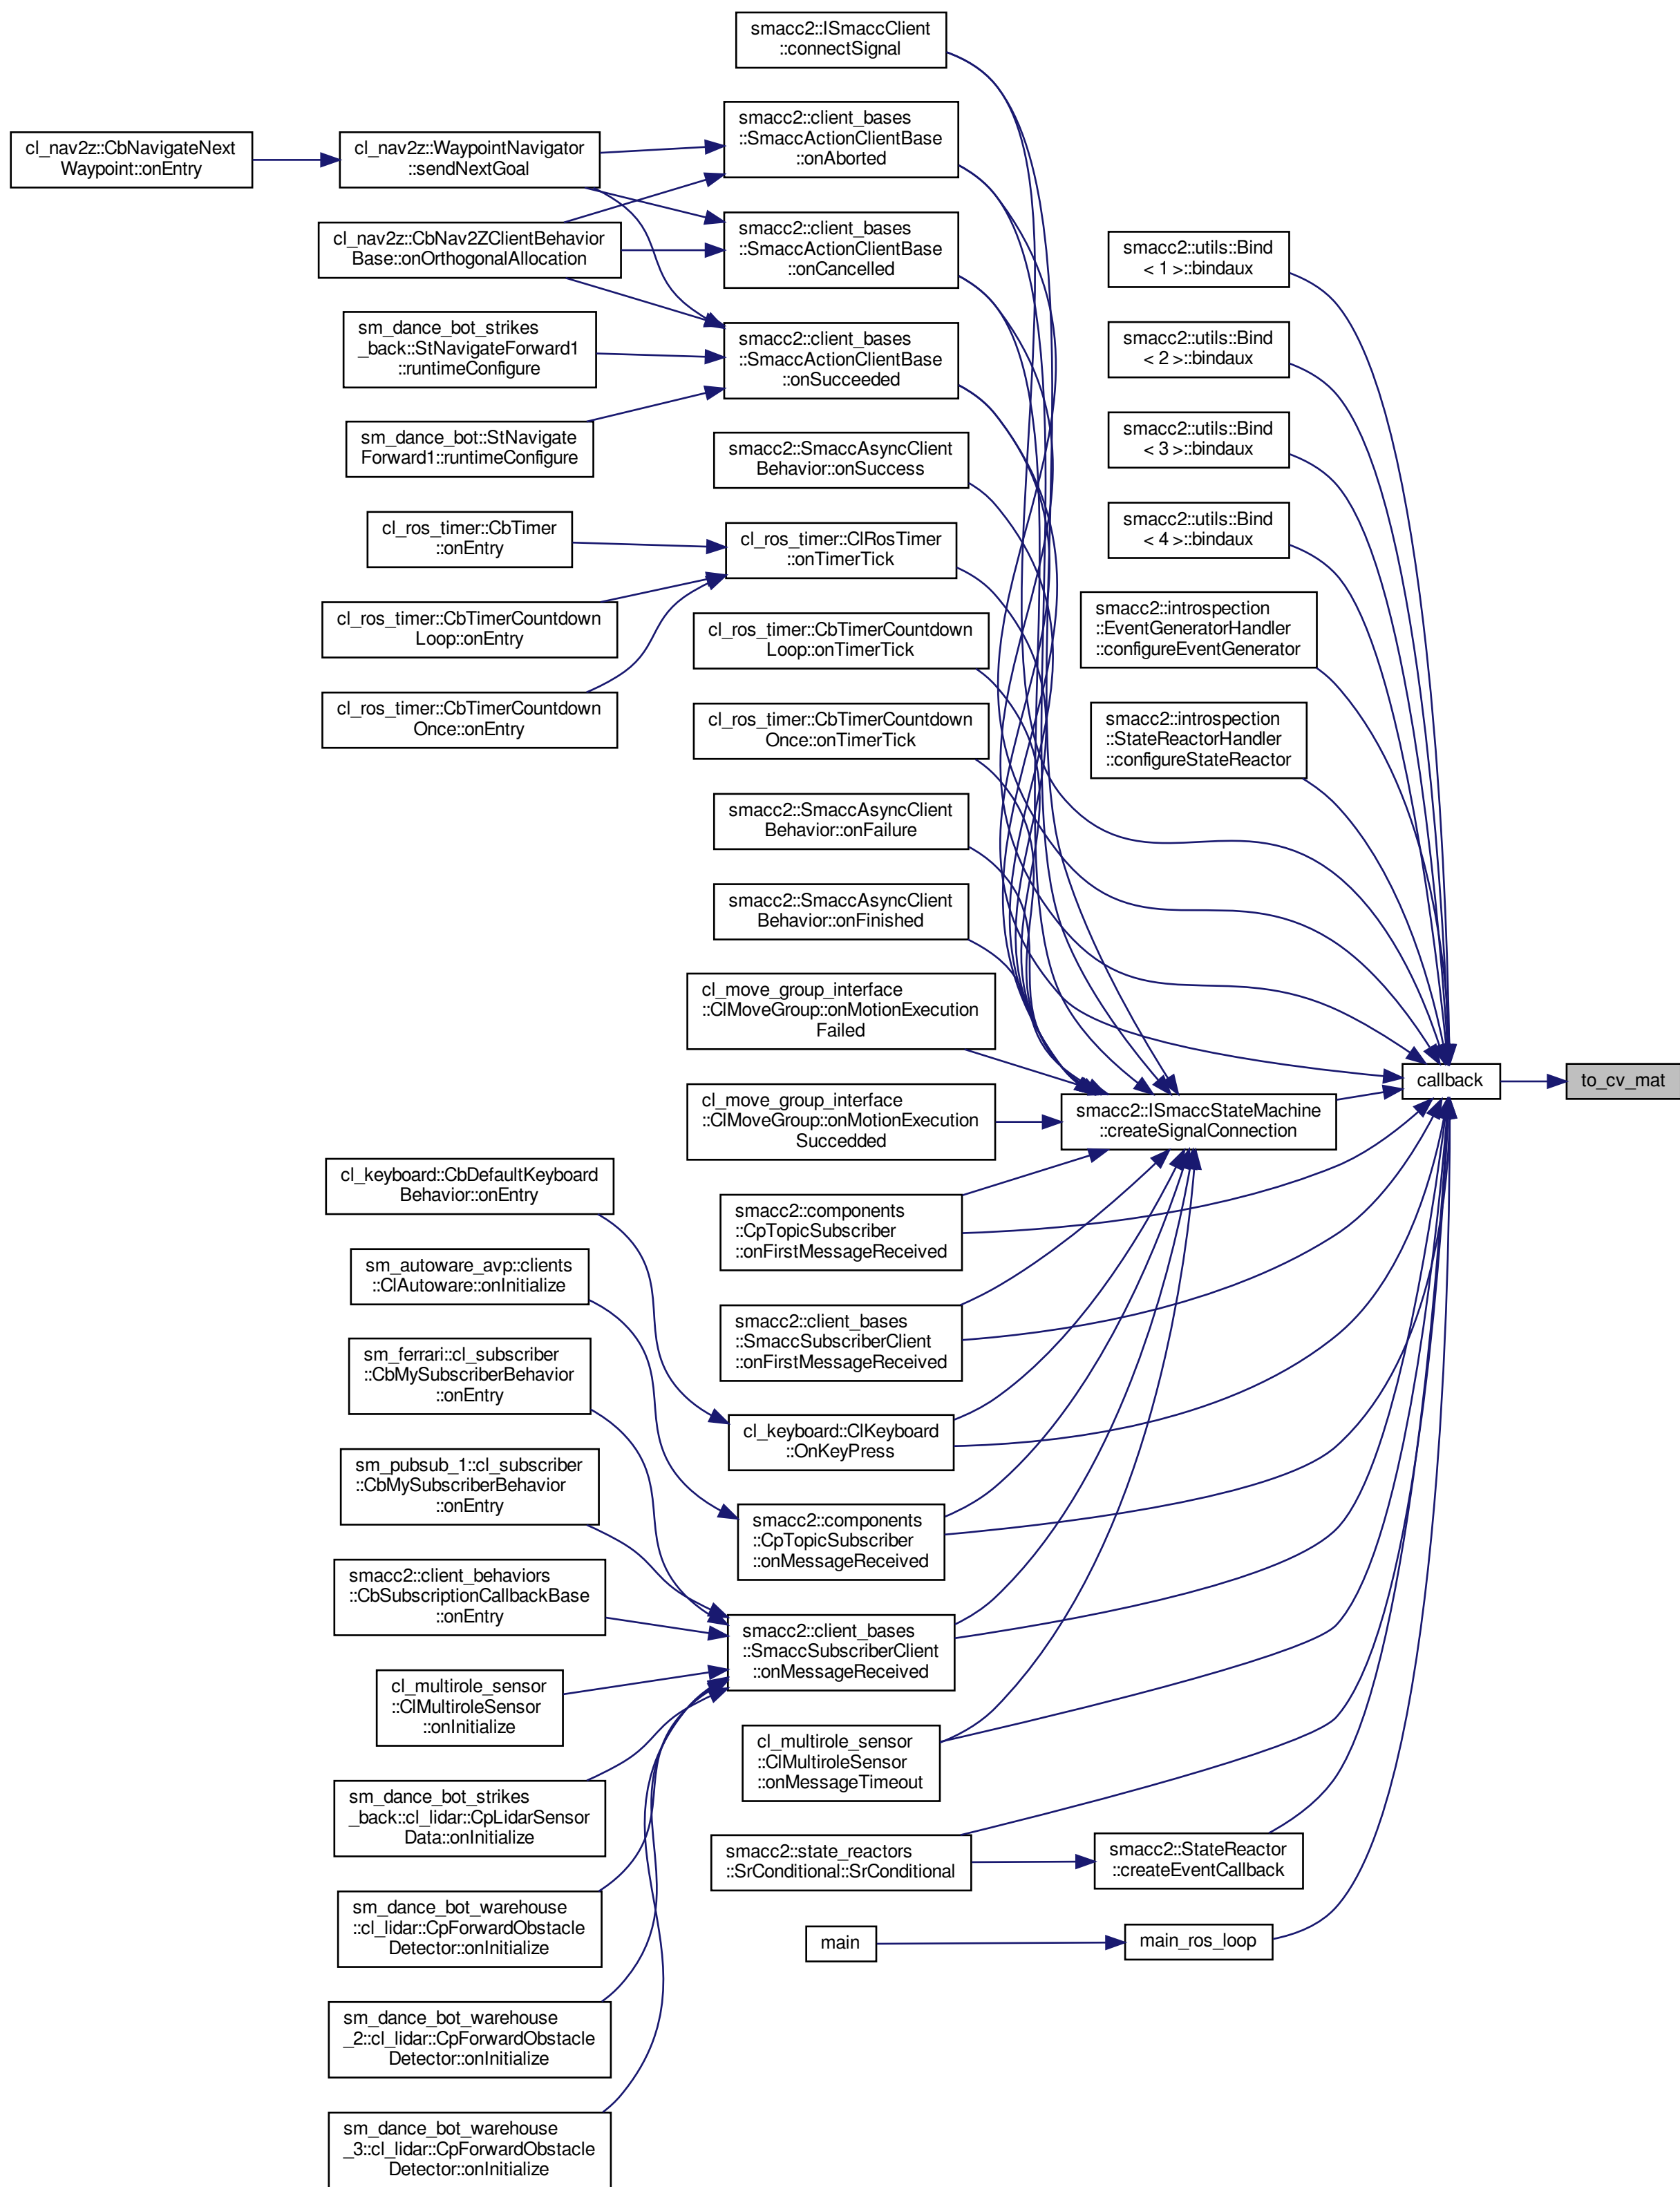 smacc2::ISmaccClient
::connectSignal
smacc2::client_bases
::SmaccActionClientBase
::onAborted
cl_nav2z::CbNavigateNext
Waypoint::onEntry
cl_nav2z::WaypointNavigator
::sendNextGoal
smacc2::client_bases
::SmaccActionClientBase
::onCancelled
cl_nav2z::CbNav2ZClientBehavior
Base::onOrthogonalAllocation
smacc2::utils::Bind
< 1 >::bindaux
sm_dance_bot_strikes
_back::StNavigateForward1
::runtimeConfigure
smacc2::client_bases
::SmaccActionClientBase
::onSucceeded
smacc2::utils::Bind
< 2 >::bindaux
sm_dance_bot::StNavigate
Forward1::runtimeConfigure
smacc2::SmaccAsyncClient
Behavior::onSuccess
smacc2::utils::Bind
< 3 >::bindaux
cl_ros_timer::CbTimer
::onEntry
cl_ros_timer::ClRosTimer
::onTimerTick
smacc2::utils::Bind
< 4 >::bindaux
cl_ros_timer::CbTimerCountdown
Loop::onEntry
cl_ros_timer::CbTimerCountdown
Loop::onTimerTick
smacc2::introspection
::EventGeneratorHandler
::configureEventGenerator
cl_ros_timer::CbTimerCountdown
Once::onEntry
cl_ros_timer::CbTimerCountdown
Once::onTimerTick
smacc2::introspection
::StateReactorHandler
::configureStateReactor
smacc2::SmaccAsyncClient
Behavior::onFailure
smacc2::SmaccAsyncClient
Behavior::onFinished
cl_move_group_interface
::ClMoveGroup::onMotionExecution
Failed
callback
to_cv_mat
cl_move_group_interface
::ClMoveGroup::onMotionExecution
Succedded
smacc2::ISmaccStateMachine
::createSignalConnection
cl_keyboard::CbDefaultKeyboard
Behavior::onEntry
smacc2::components
::CpTopicSubscriber
::onFirstMessageReceived
sm_autoware_avp::clients
::ClAutoware::onInitialize
smacc2::client_bases
::SmaccSubscriberClient
::onFirstMessageReceived
sm_ferrari::cl_subscriber
::CbMySubscriberBehavior
::onEntry
cl_keyboard::ClKeyboard
::OnKeyPress
sm_pubsub_1::cl_subscriber
::CbMySubscriberBehavior
::onEntry
smacc2::components
::CpTopicSubscriber
::onMessageReceived
smacc2::client_behaviors
::CbSubscriptionCallbackBase
::onEntry
smacc2::client_bases
::SmaccSubscriberClient
::onMessageReceived
cl_multirole_sensor
::ClMultiroleSensor
::onInitialize
cl_multirole_sensor
::ClMultiroleSensor
::onMessageTimeout
sm_dance_bot_strikes
_back::cl_lidar::CpLidarSensor
Data::onInitialize
smacc2::state_reactors
::SrConditional::SrConditional
smacc2::StateReactor
::createEventCallback
sm_dance_bot_warehouse
::cl_lidar::CpForwardObstacle
Detector::onInitialize
main
main_ros_loop
sm_dance_bot_warehouse
_2::cl_lidar::CpForwardObstacle
Detector::onInitialize
sm_dance_bot_warehouse
_3::cl_lidar::CpForwardObstacle
Detector::onInitialize